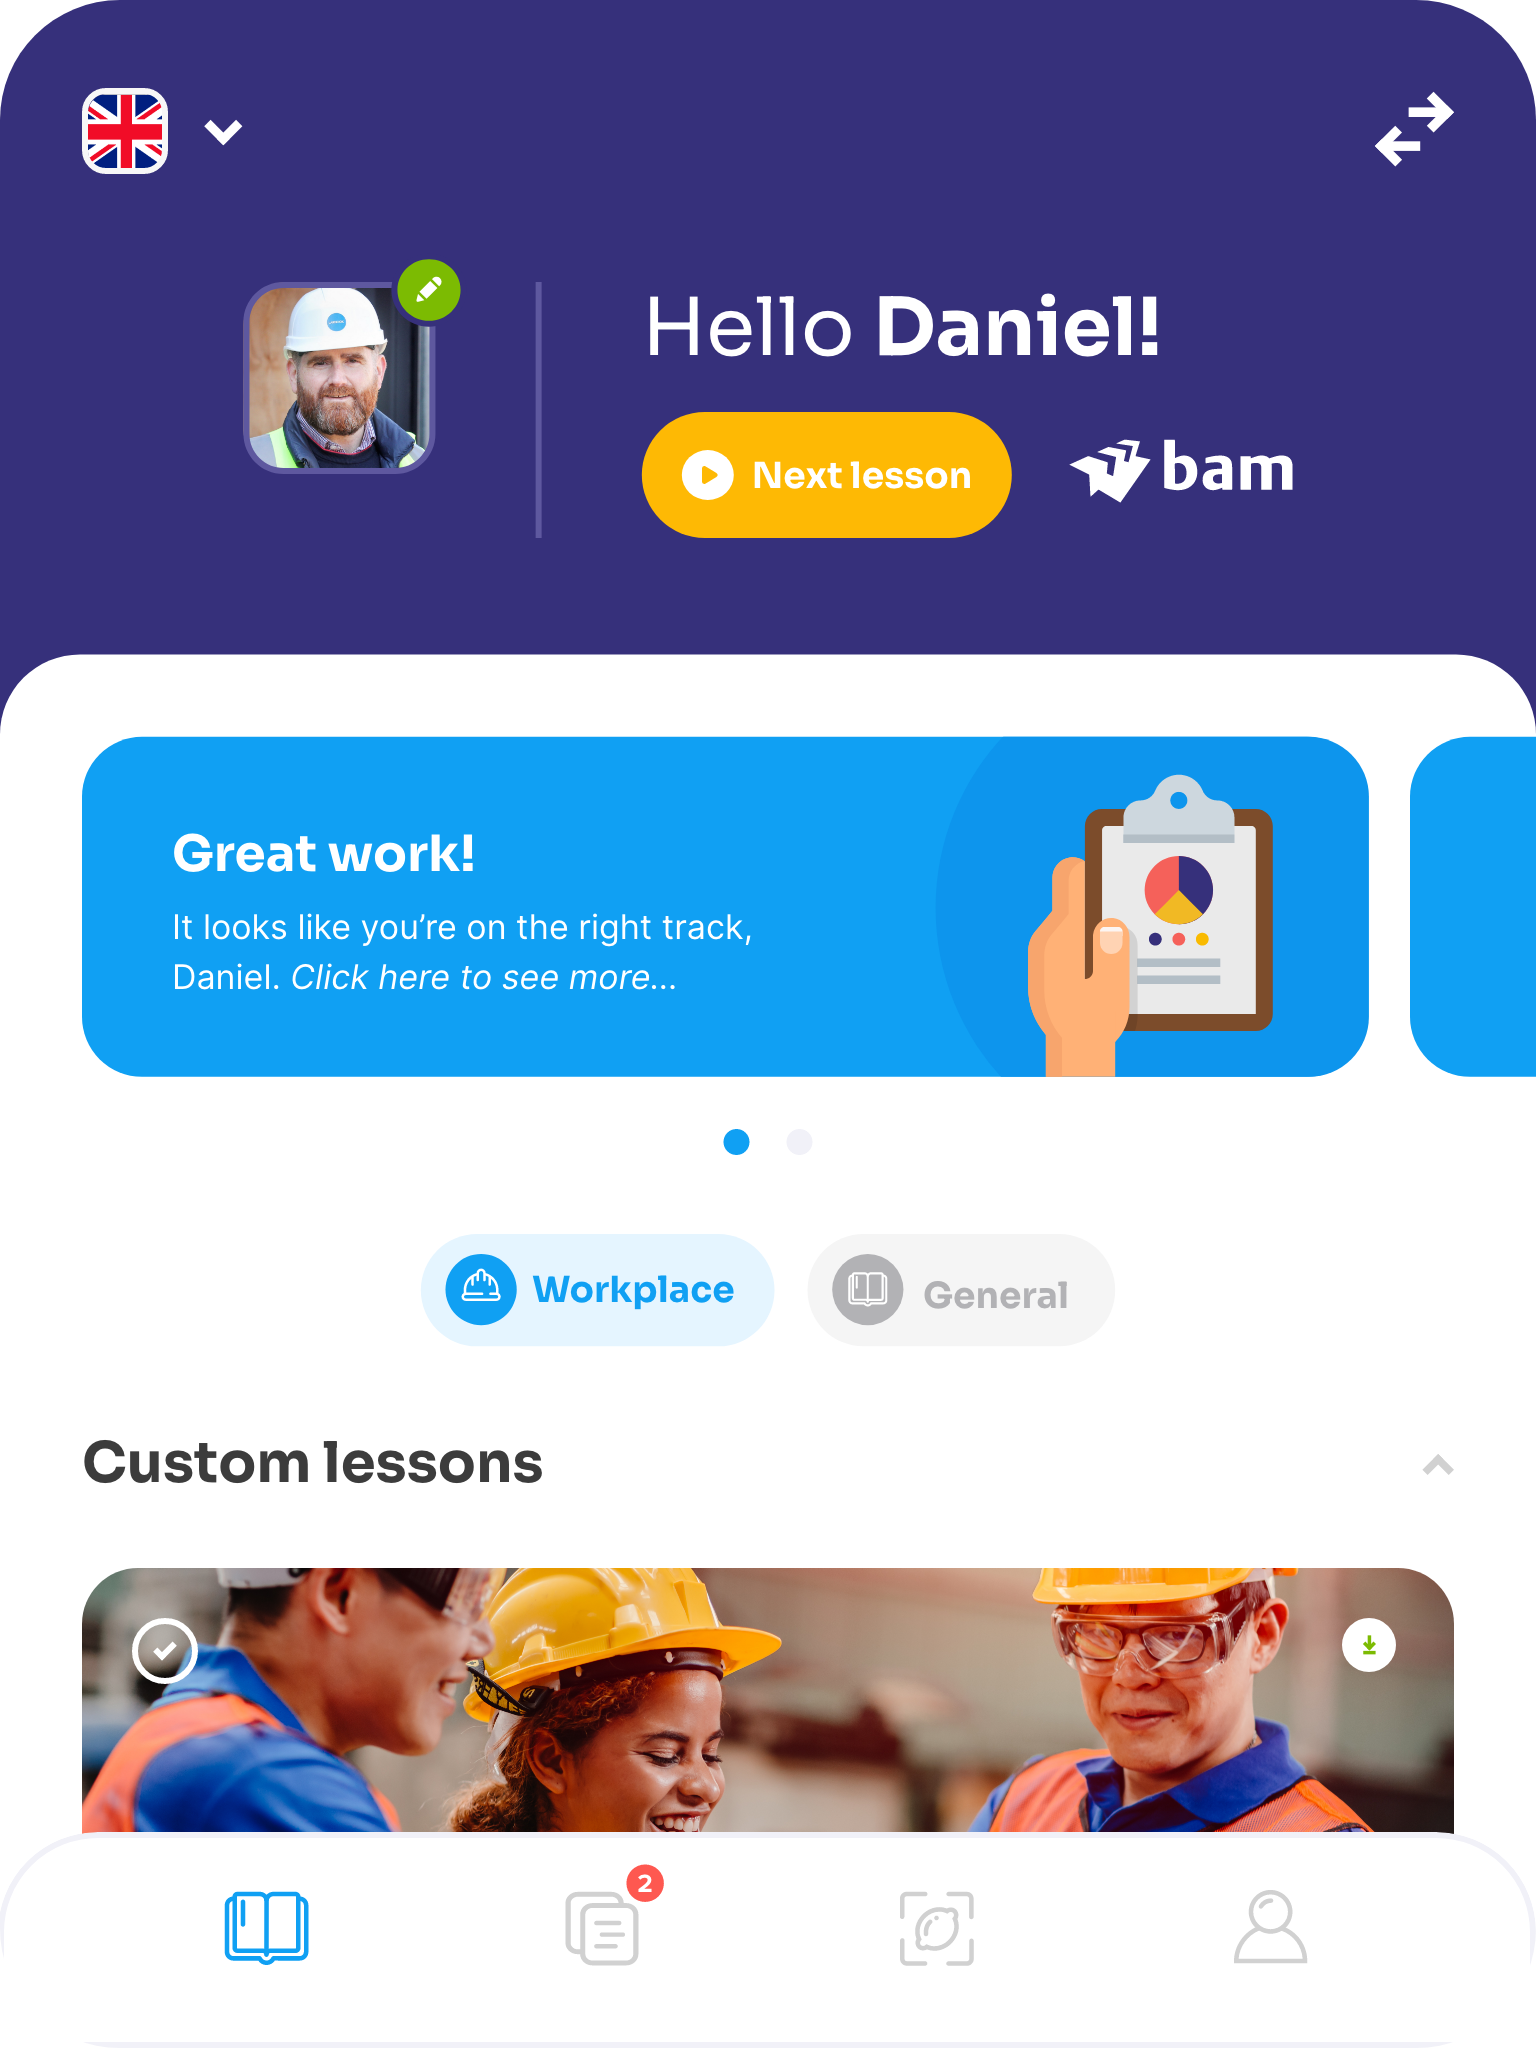 Hello Daniel!
Next lesson
bam
Great work!
It looks like you’re on the right track,
Daniel. Click here to see more...
Workplace
General
Custom lessons
2